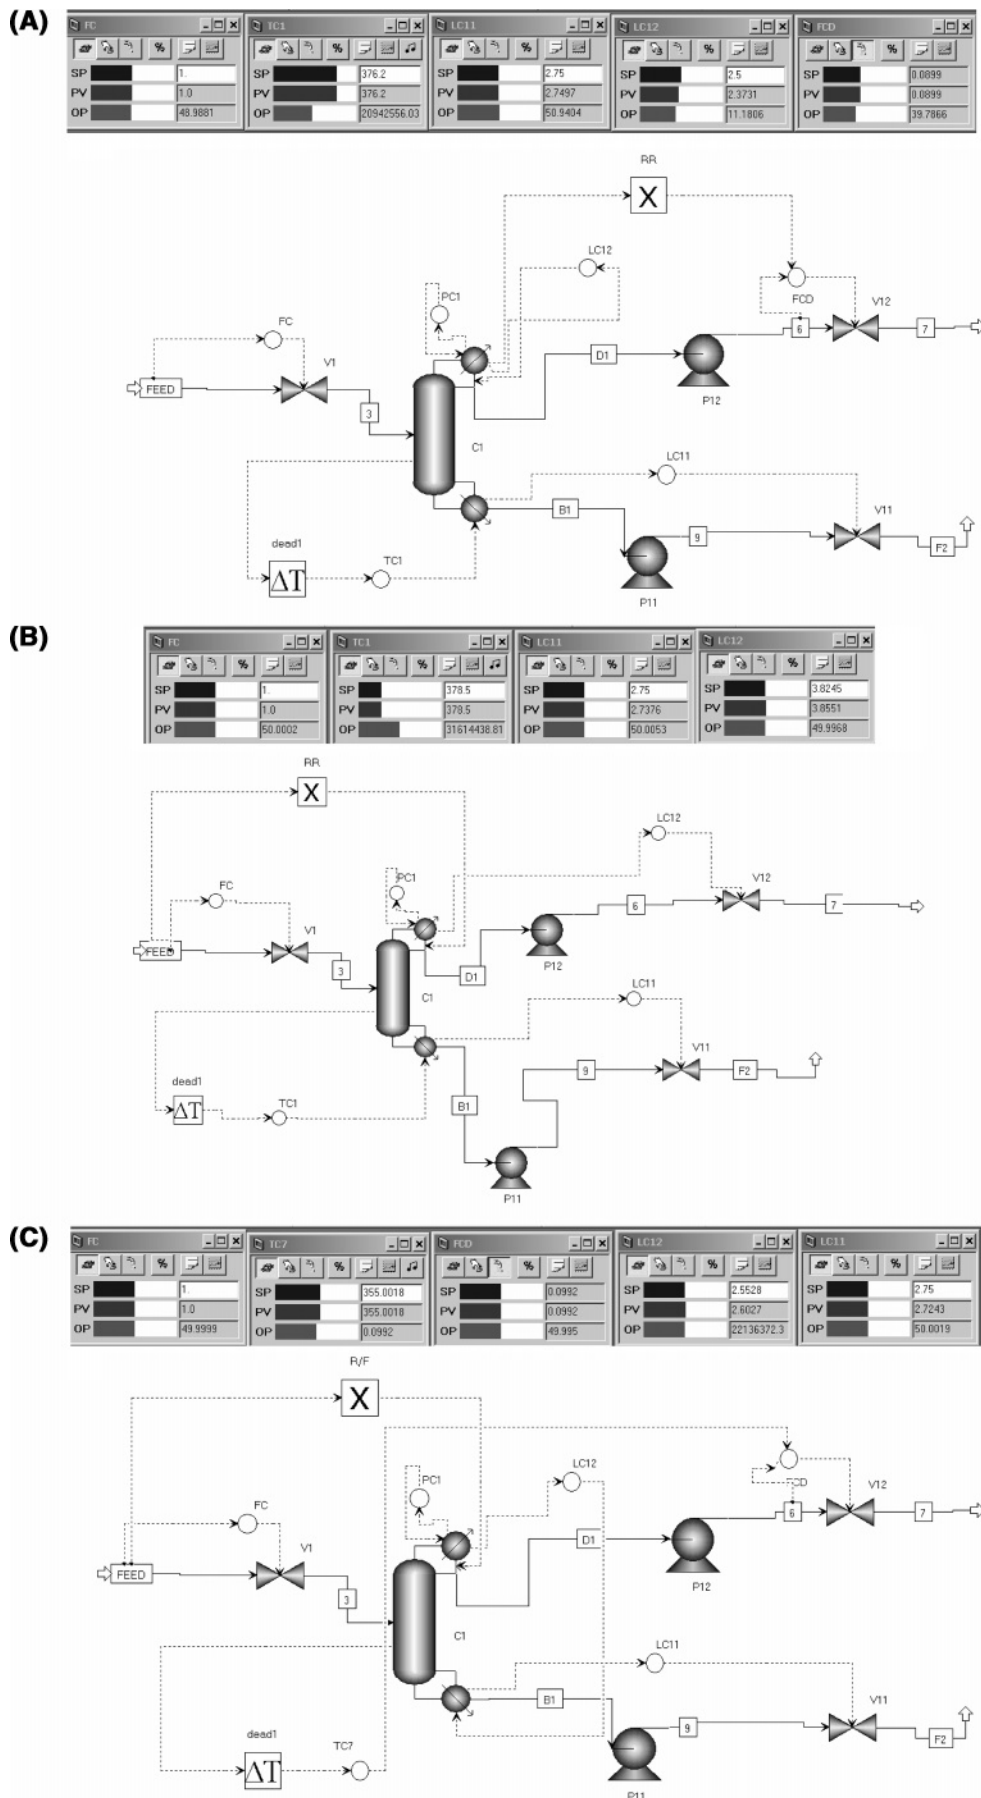 (A)
FC TC1 LC11 LC12 FCD
% % % % %
SP 1. SP 376.2 SP 2.75 SP 2.5 SP 0.0899
PV 1.0 PV 376.2 PV 2.7497 PV 2.3731 PV 0.0899
OP 48.9881 OP 20942556.03 OP 50.9404 OP 11.1806 OP 39.7866
RR
X
LC12
PC1
FCD
V12
6 7
FC
V1
D1
FEED
P12
3
C1
LC11
V11
B1
9
F2
dead1
TC1
ΔT
P11
(B)
FC TC1 LC11 LC12
% % % %
SP 1. SP 378.5 SP 2.75 SP 3.8245
PV 1.0 PV 378.5 PV 2.7376 PV 3.8551
OP 50.0002 OP 31614438.81 OP 50.0053 OP 49.9968
RR
X
LC12
PC1
V12
FC
6 7
V1
FEED
P12
3
D1
C1
LC11
V11
9 F2
dead1
TC1
B1
ΔT
P11
(C)
FC TC7 FCD LC12 LC11
% % % % %
SP 1. SP 355.0018 SP 0.0992 SP 2.5528 SP 2.75
PV 1.0 PV 355.0018 PV 0.0992 PV 2.6027 PV 2.7243
OP 49.9999 OP 0.0992 OP 49.995 OP 22136372.3 OP 50.0019
R/F
X
LC12
PC1
V12
FC
6 7
V1
D1
FEED
P12
3
C1
LC11
V11
B1
9
F2
dead1
TC7
ΔT
P11